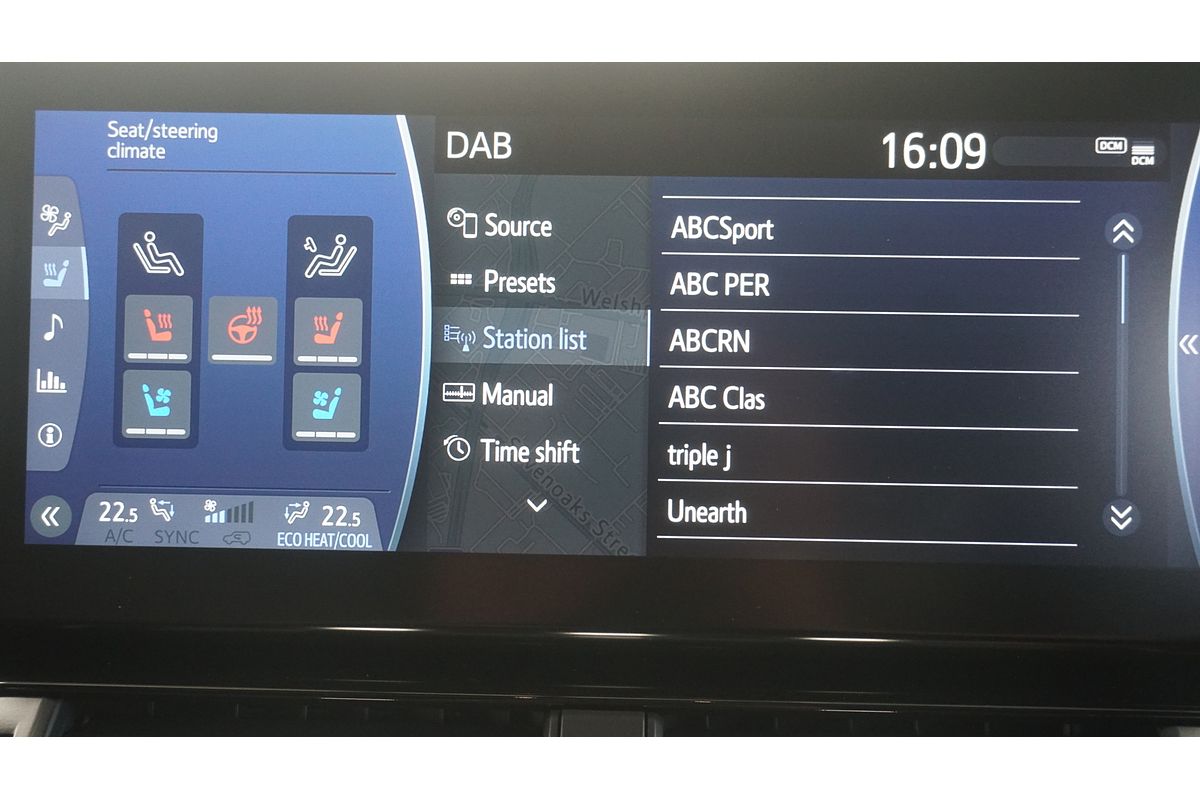 Seat/steering
climate
DAB
16:09
DCM
DCM
Source
Presets
Station list
Manual
Time shift
ABCSport
ABC PER
ABCRN
ABC Clas
triple j
Unearth
22.5
22.5
A/C SYNC ECO HEAT/COOL